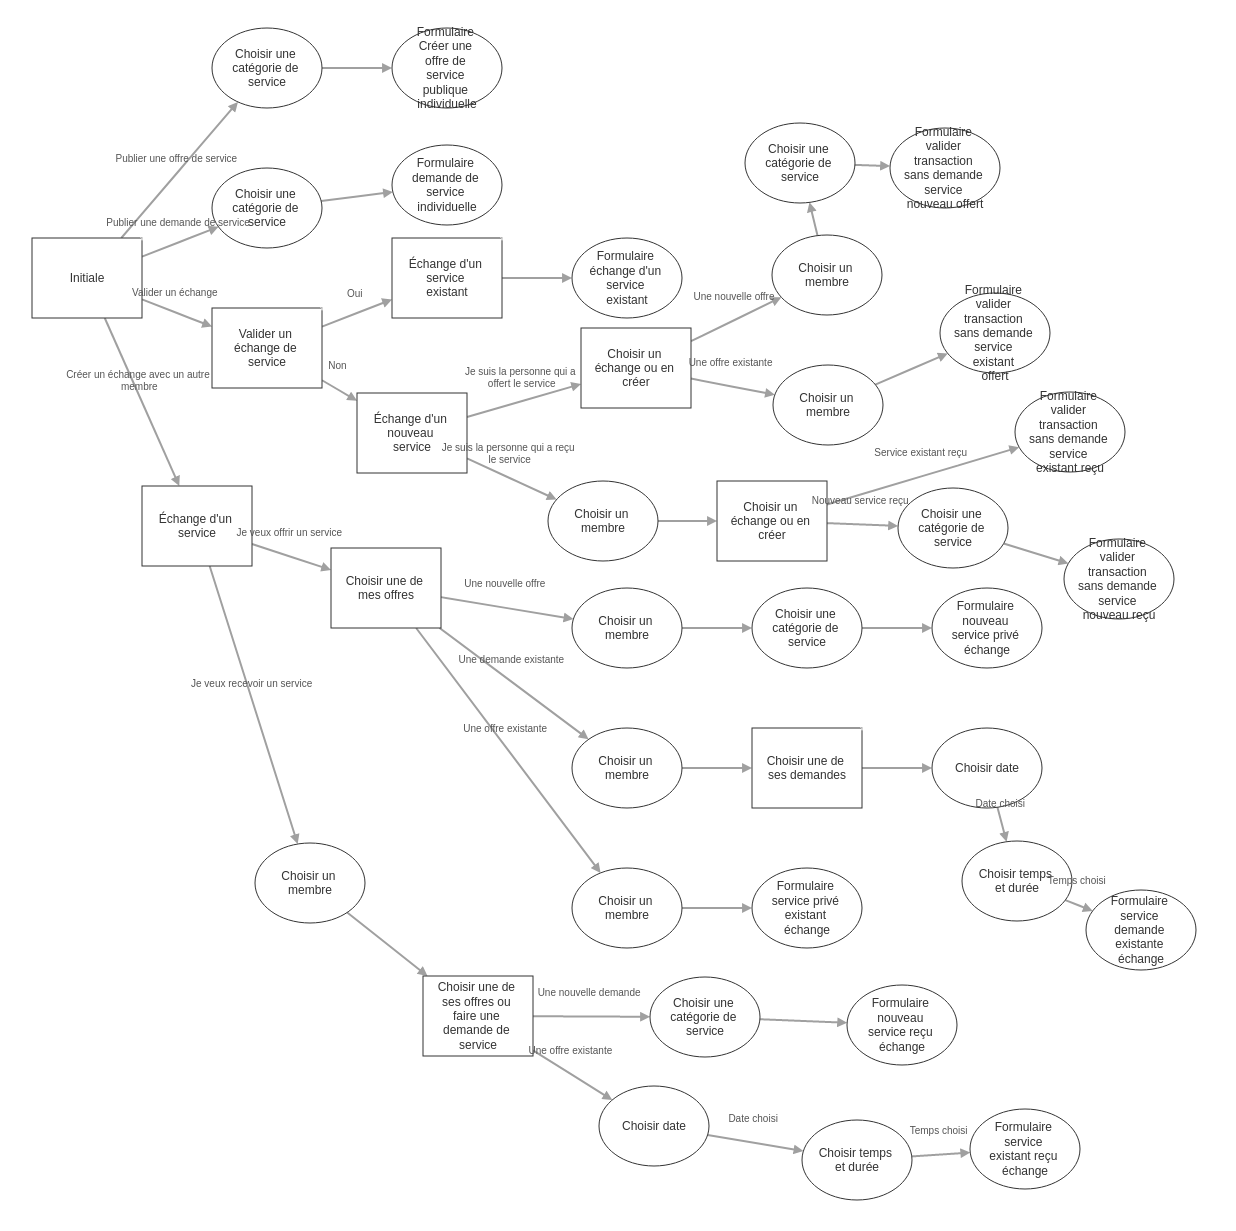 Choisir une
catégorie de
service
Formulaire
Créer une
offre de
service
publique
individuelle
Publier une offre de service
Choisir une
catégorie de
service
Formulaire
demande de
service
individuelle
Publier une demande de service
Initiale
Valider un échange
Créer un échange avec un autre
membre
Valider un
échange de
service
Oui
Non
Échange d'un
service
existant
Formulaire
échange d'un
service
existant
Échange d'un
nouveau
service
Je suis la personne qui a
offert le service
Je suis la personne qui a reçu
le service
Choisir un
échange ou en
créer
Une nouvelle offre
Une offre existante
Choisir un
membre
Choisir une
catégorie de
service
Formulaire
valider
transaction
sans demande
service
nouveau offert
Choisir un
membre
Formulaire
valider
transaction
sans demande
service
existant
offert
Choisir un
membre
Choisir un
échange ou en
créer
Service existant reçu
Nouveau service reçu
Formulaire
valider
transaction
sans demande
service
existant reçu
Choisir une
catégorie de
service
Formulaire
valider
transaction
sans demande
service
nouveau reçu
Échange d'un
service
Je veux offrir un service
Je veux recevoir un service
Choisir une de
mes offres
Une nouvelle offre
Une demande existante
Une offre existante
Choisir un
membre
Choisir une
catégorie de
service
Formulaire
nouveau
service privé
échange
Choisir un
membre
Choisir une de
ses demandes
Choisir date
Date choisi
Choisir temps
et durée
Temps choisi
Formulaire
service
demande
existante
échange
Choisir un
membre
Formulaire
service privé
existant
échange
Choisir un
membre
Choisir une de
ses offres ou
faire une
demande de
service
Une nouvelle demande
Une offre existante
Choisir une
catégorie de
service
Formulaire
nouveau
service reçu
échange
Choisir date
Date choisi
Choisir temps
et durée
Temps choisi
Formulaire
service
existant reçu
échange